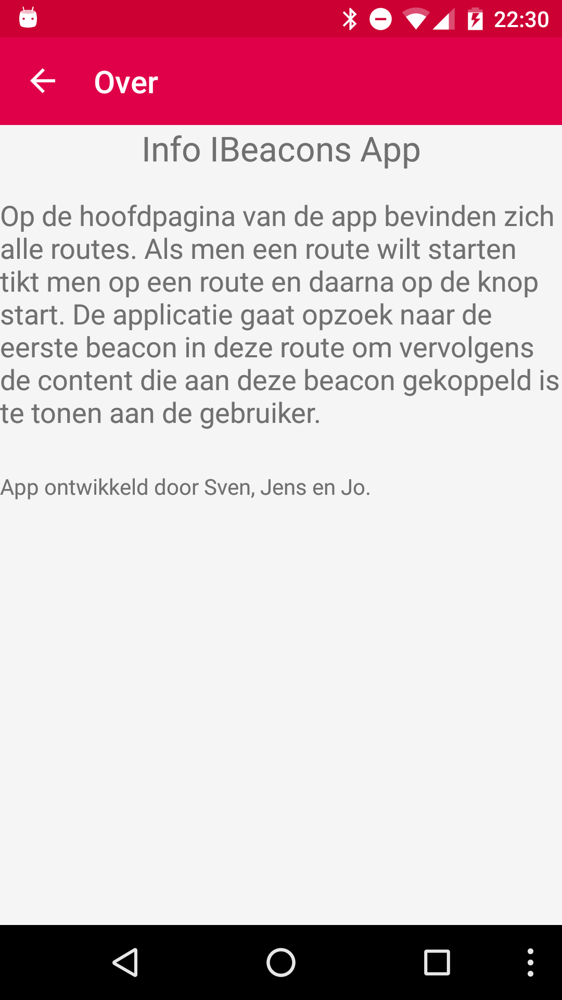 22:30
Over
Info IBeacons App
Op de hoofdpagina van de app bevinden zich
alle routes. Als men een route wilt starten
tikt men op een route en daarna op de knop
start. De applicatie gaat opzoek naar de
eerste beacon in deze route om vervolgens
de content die aan deze beacon gekoppeld is
te tonen aan de gebruiker.
App ontwikkeld door Sven, Jens en Jo.